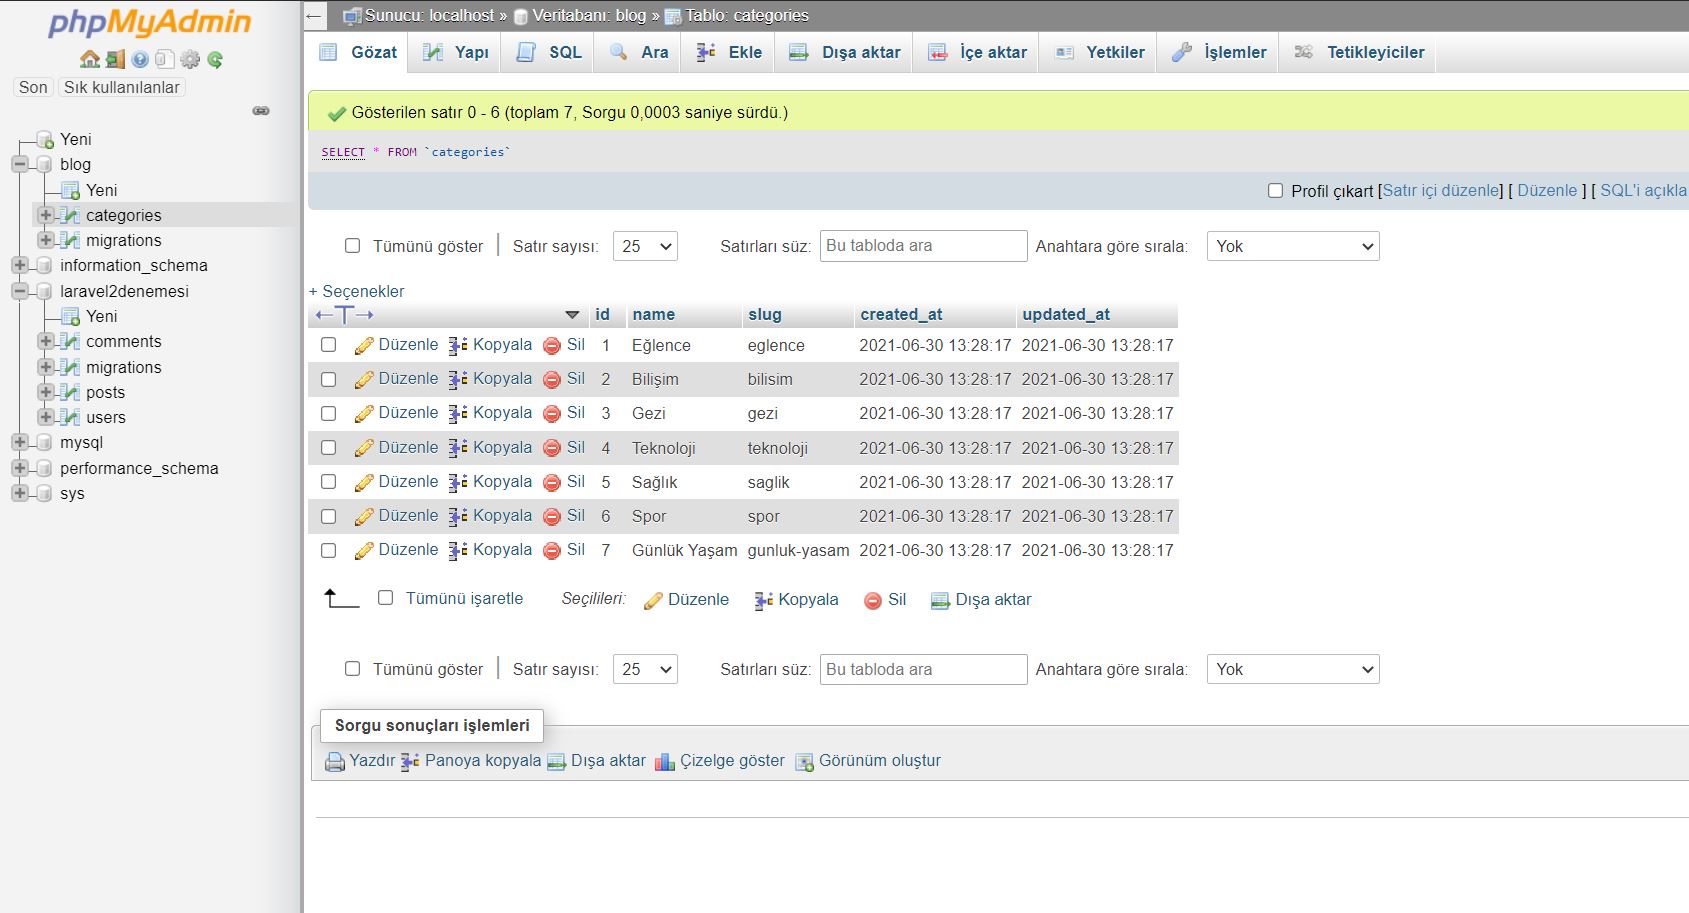 phpMyAdmin
Son Sık kullanılanlar
Yeni
blog
Yeni
categories
migrations
information_schema
laravel2denemesi
Yeni
comments
migrations
posts
users
mysql
performance_schema
sys
Sunucu: localhost » Veritabanı: blog » Tablo: categories
Gözat Yapı SQL Ara Ekle Dışa aktar İçe aktar Yetkiler İşlemler Tetikleyiciler
Gösterilen satır 0 - 6 (toplam 7, Sorgu 0,0003 saniye sürdü.)
SELECT * FROM `categories`
Profil çıkart [Satır içi düzenle] [ Düzenle ] [ SQL'i açıkla
Tümünü göster | Satır sayısı: 25 Satırları süz: Bu tabloda ara Anahtara göre sırala: Yok
+ Seçenekler
←T→ id name slug created_at updated_at
Düzenle Kopyala Sil 1 Eğlence eglence 2021-06-30 13:28:17 2021-06-30 13:28:17
Düzenle Kopyala Sil 2 Bilişim bilisim 2021-06-30 13:28:17 2021-06-30 13:28:17
Düzenle Kopyala Sil 3 Gezi gezi 2021-06-30 13:28:17 2021-06-30 13:28:17
Düzenle Kopyala Sil 4 Teknoloji teknoloji 2021-06-30 13:28:17 2021-06-30 13:28:17
Düzenle Kopyala Sil 5 Sağlık saglik 2021-06-30 13:28:17 2021-06-30 13:28:17
Düzenle Kopyala Sil 6 Spor spor 2021-06-30 13:28:17 2021-06-30 13:28:17
Düzenle Kopyala Sil 7 Günlük Yaşam gunluk-yasam 2021-06-30 13:28:17 2021-06-30 13:28:17
Tümünü işaretle Seçilileri: Düzenle Kopyala Sil Dışa aktar
Tümünü göster | Satır sayısı: 25 Satırları süz: Bu tabloda ara Anahtara göre sırala: Yok
Sorgu sonuçları işlemleri
Yazdır Panoya kopyala Dışa aktar Çizelge göster Görünüm oluştur